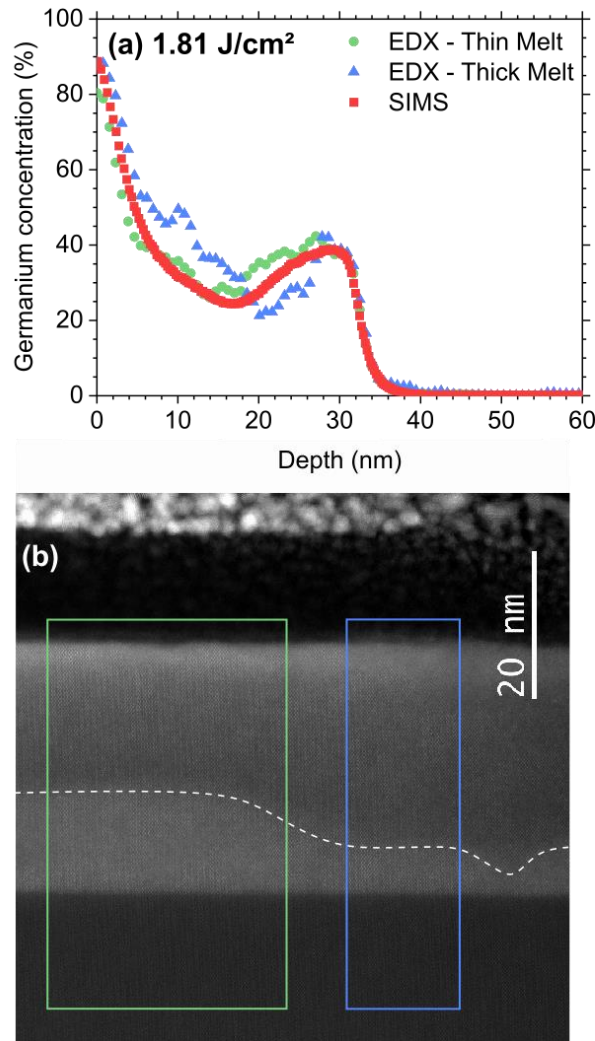 (a) 1.81 J/cm²
EDX - Thin Melt
EDX - Thick Melt
SIMS
Germanium concentration (%)
100
80
60
40
20
0
0 10 20 30 40 50 60
Depth (nm)
(b)
20 nm